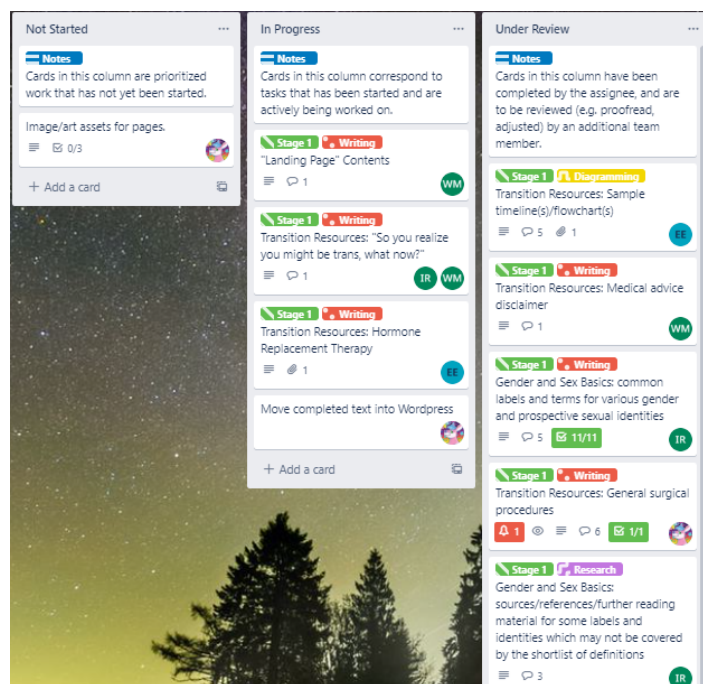 Not Started
Notes
Cards in this column are prioritized
work that has not yet been started.
Image/art assets for pages.
0/3
+ Add a card
In Progress
Notes
Cards in this column correspond to
tasks that has been started and are
actively being worked on.
Stage 1 Writing
"Landing Page" Contents
1
WM
Stage 1 Writing
Transition Resources: "So you realize
you might be trans, what now?"
1
IR WM
Stage 1 Writing
Transition Resources: Hormone
Replacement Therapy
1
EE
Move completed text into Wordpress
+ Add a card
Under Review
Notes
Cards in this column have been
completed by the assignee, and are
to be reviewed (e.g. proofread,
adjusted) by an additional team
member.
Stage 1 Diagramming
Transition Resources: Sample
timeline(s)/flowchart(s)
5 1
EE
Stage 1 Writing
Transition Resources: Medical advice
disclaimer
1
WM
Stage 1 Writing
Gender and Sex Basics: common
labels and terms for various gender
and prospective sexual identities
5 11/11
IR
Stage 1 Writing
Transition Resources: General surgical
procedures
1 6 1/1
Stage 1 Research
Gender and Sex Basics:
sources/references/further reading
material for some labels and
identities which may not be covered
by the shortlist of definitions
3
IR